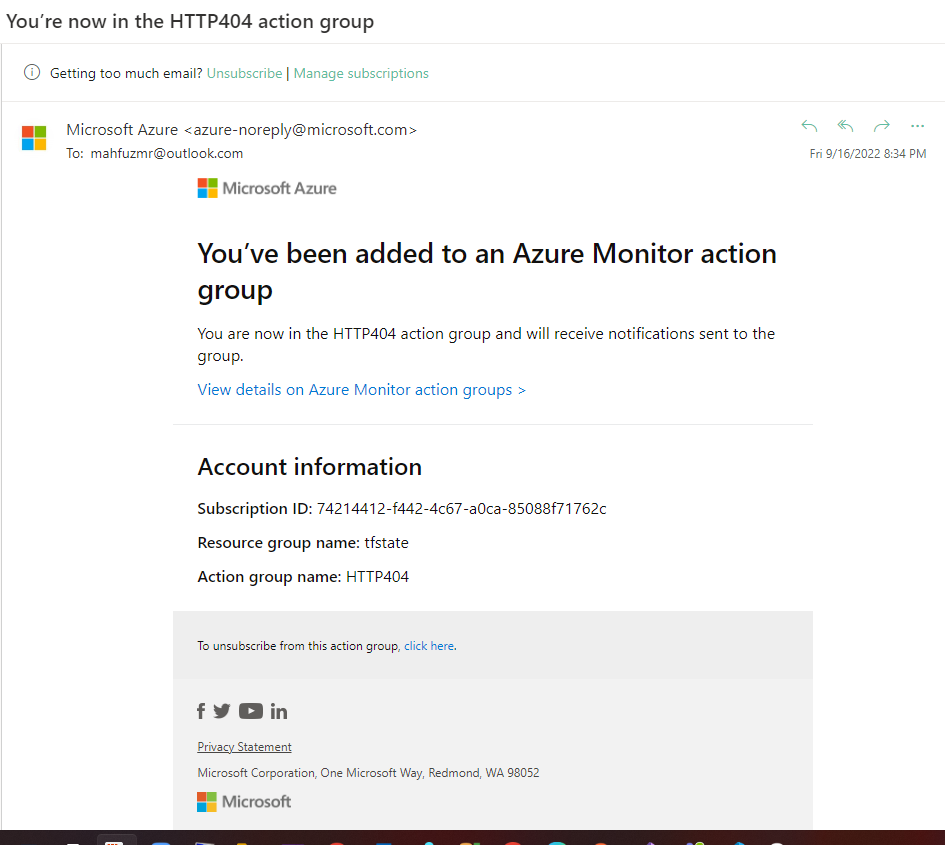 You’re now in the HTTP404 action group
Getting too much email? Unsubscribe | Manage subscriptions
Microsoft Azure <azure-noreply@microsoft.com>
To: mahfuzmr@outlook.com
Fri 9/16/2022 8:34 PM
Microsoft Azure
You’ve been added to an Azure Monitor action
group
You are now in the HTTP404 action group and will receive notifications sent to the
group.
View details on Azure Monitor action groups >
Account information
Subscription ID: 74214412-f442-4c67-a0ca-85088f71762c
Resource group name: tfstate
Action group name: HTTP404
To unsubscribe from this action group, click here.
Privacy Statement
Microsoft Corporation, One Microsoft Way, Redmond, WA 98052
Microsoft